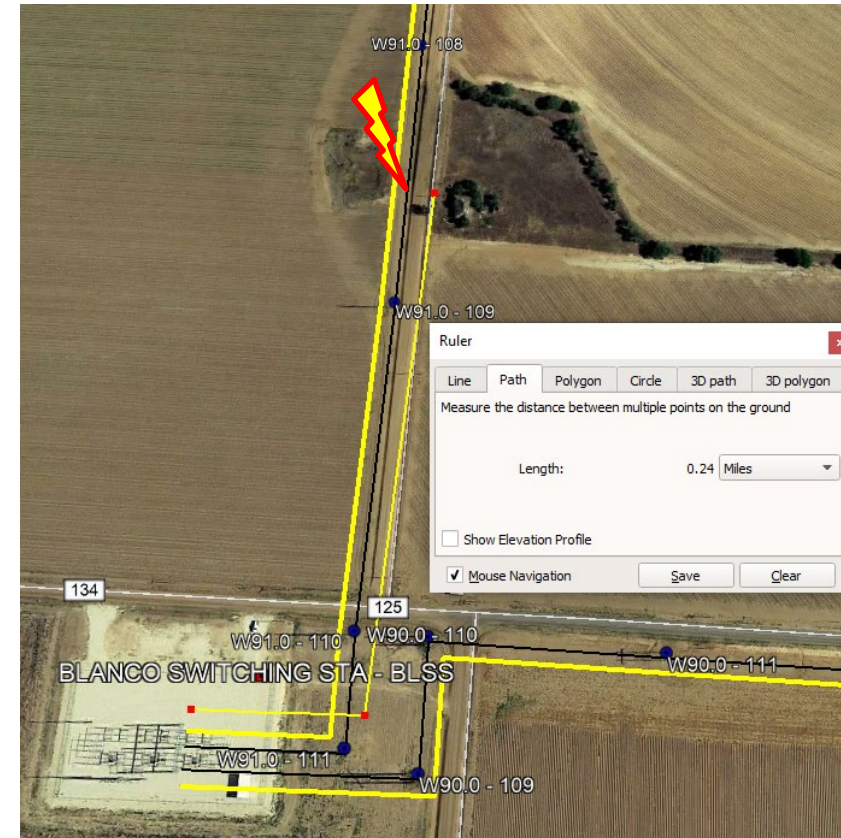 W91.0 - 108
W91.0 - 109
Ruler
x
Line Path Polygon Circle 3D path 3D polygon
Measure the distance between multiple points on the ground
Length: 0.24 Miles
Show Elevation Profile
Mouse Navigation Save Clear
134
125
W91.0 - 110 W90.0 - 110
W90.0 - 111
BLANCO SWITCHING STA - BLSS
W91.0 - 111
W90.0 - 109